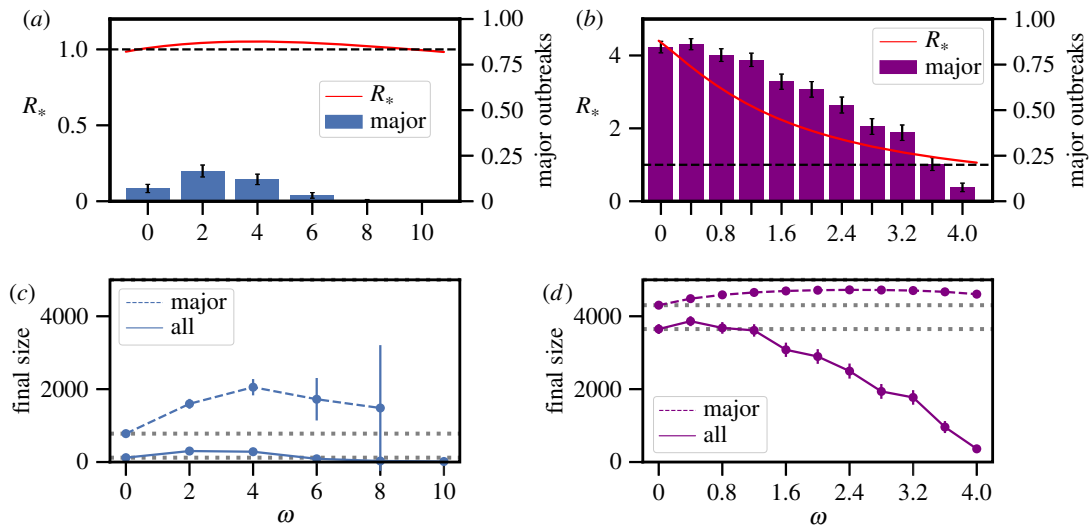 (a)
1.0
0.5
0
R*
R*
major
1.00
0.75
0.50
0.25
0
major outbreaks
0 2 4 6 8 10
(b)
4
2
0
R*
R*
major
1.00
0.75
0.50
0.25
0
major outbreaks
0 0.8 1.6 2.4 3.2 4.0
(c)
major
all
4000
2000
0
final size
0 2 4 6 8 10
ω
(d)
4000
2000
0
final size
major
all
0 0.8 1.6 2.4 3.2 4.0
ω